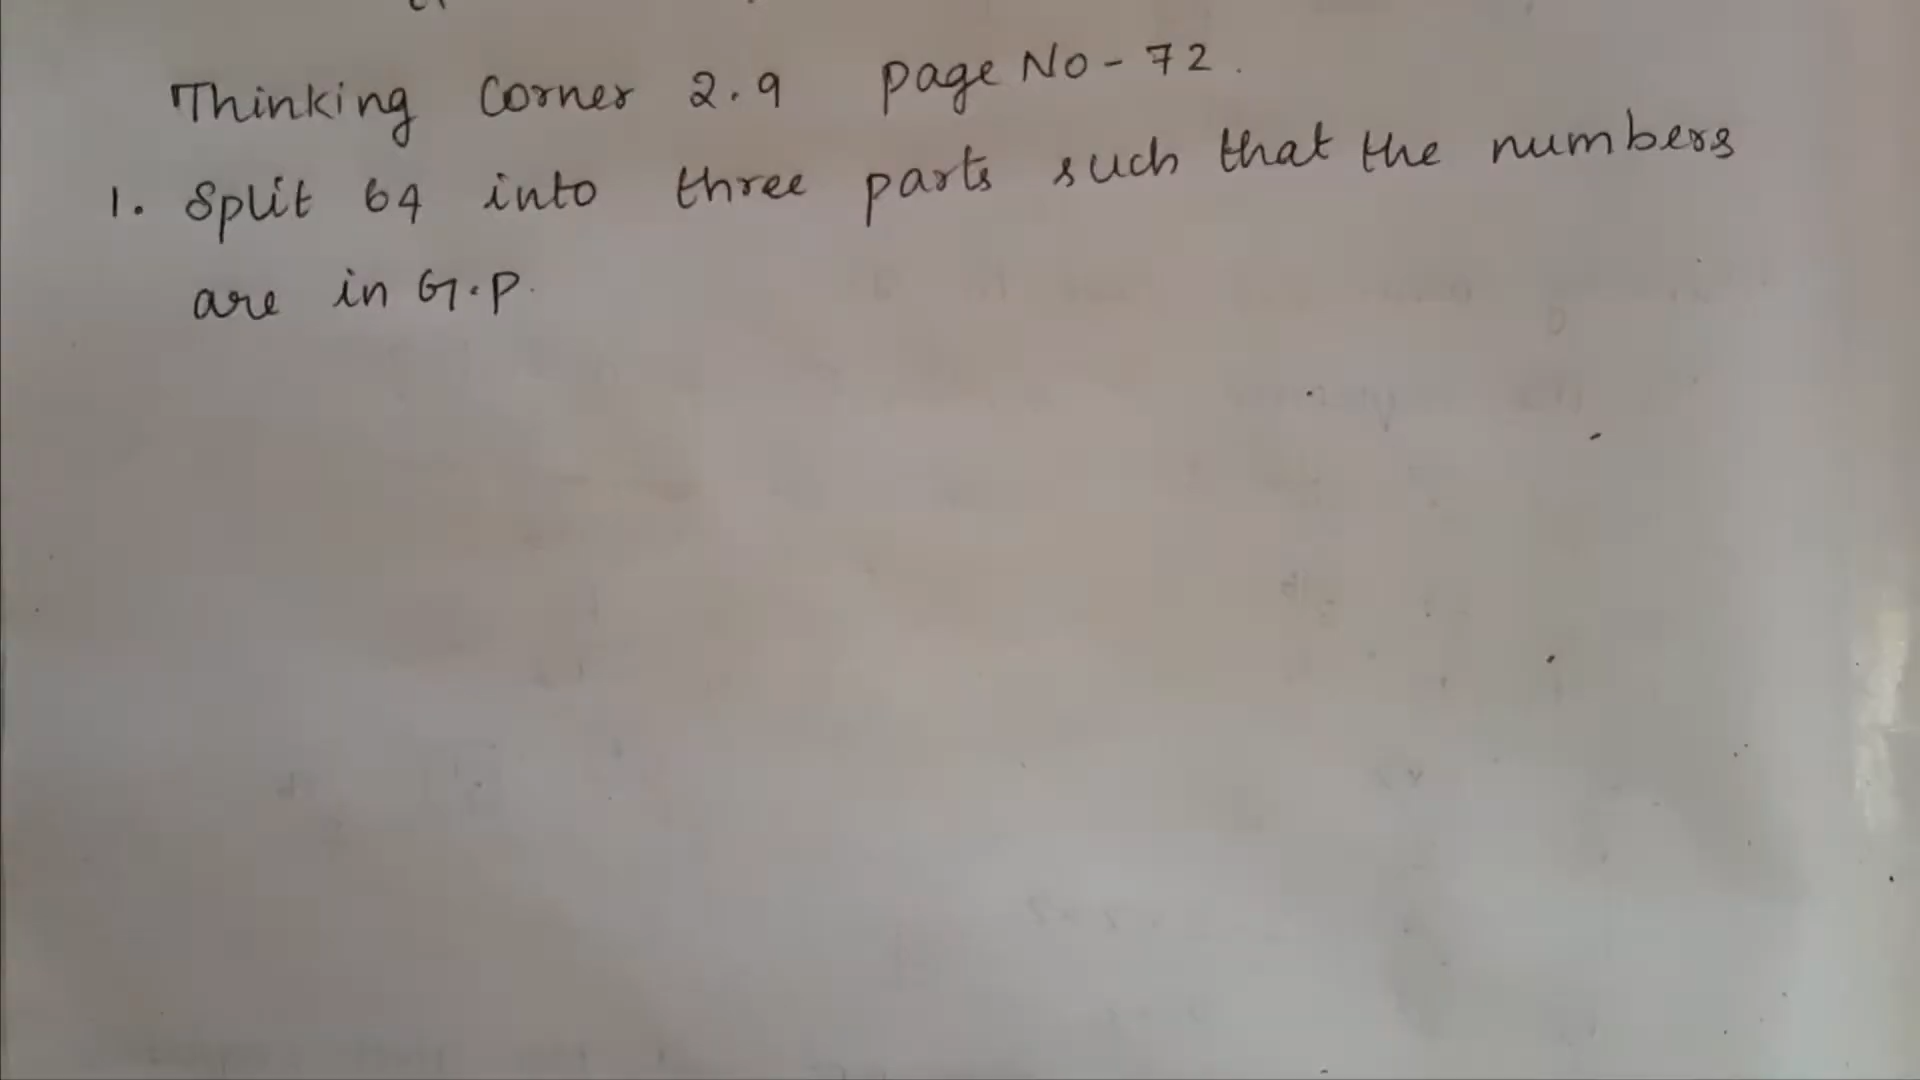 Thinking Corner 2.9 page No - 72.
1. Split 64 into three parts such that the numbers
are in G.P.